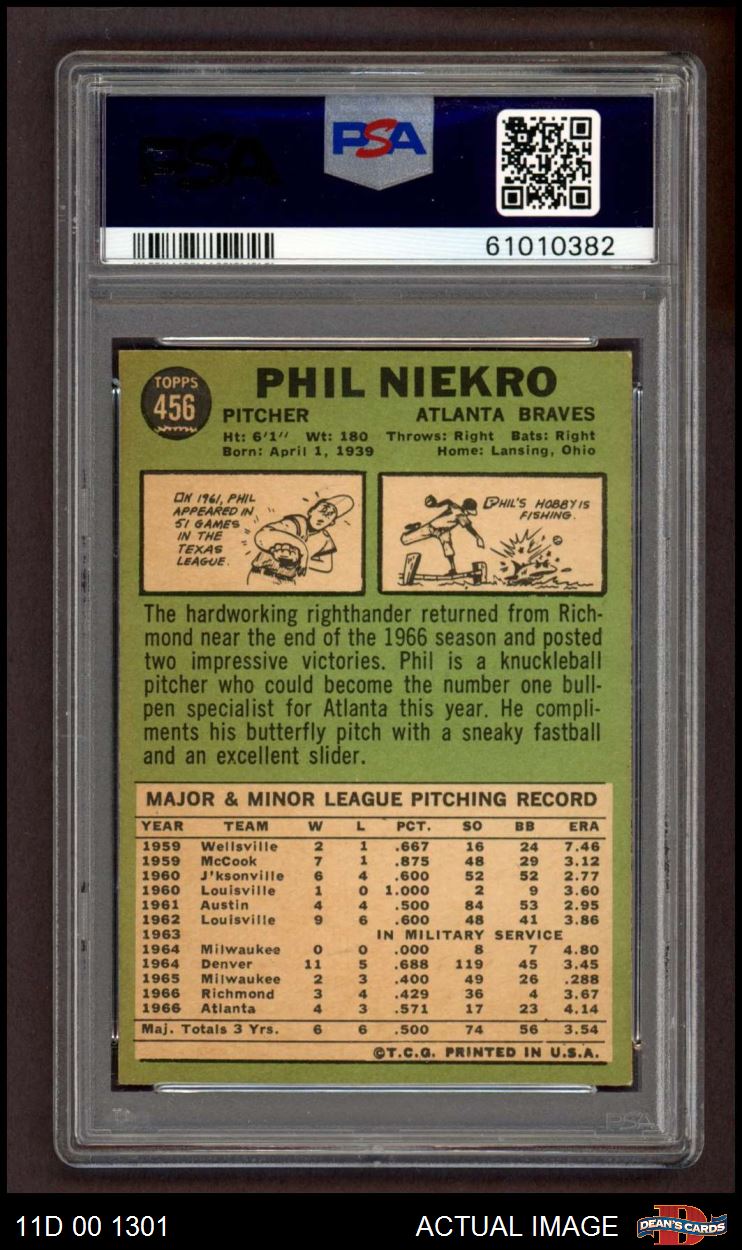 PSA
PSA
61010382
TOPPS
456
PHIL NIEKRO
PITCHER ATLANTA BRAVES
Ht: 6'1" Wt: 180 Throws: Right Bats: Right
Born: April 1, 1939 Home: Lansing, Ohio
IN 1961, PHIL
APPEARED IN
51 GAMES
IN THE
TEXAS
LEAGUE.
PHIL'S HOBBY IS
FISHING.
The hardworking righthander returned from Rich-
mond near the end of the 1966 season and posted
two impressive victories. Phil is a knuckleball
pitcher who could become the number one bull-
pen specialist for Atlanta this year. He compli-
ments his butterfly pitch with a sneaky fastball
and an excellent slider.
MAJOR & MINOR LEAGUE PITCHING RECORD
YEAR TEAM W L PCT. SO BB ERA
1959 Wellsville 2 1 .667 16 24 7.46
1959 McCook 7 1 .875 48 29 3.12
1960 J'ksonville 6 4 .600 52 52 2.77
1960 Louisville 1 0 1.000 2 9 3.60
1961 Austin 4 4 .500 84 53 2.95
1962 Louisville 9 6 .600 48 41 3.86
1963 IN MILITARY SERVICE
1964 Milwaukee 0 0 .000 8 7 4.80
1964 Denver 11 5 .688 119 45 3.45
1965 Milwaukee 2 3 .400 49 26 .288
1966 Richmond 3 4 .429 36 4 3.67
1966 Atlanta 4 3 .571 17 23 4.14
Maj. Totals 3 Yrs. 6 6 .500 74 56 3.54
©T.C.G. PRINTED IN U.S.A.
PSA
11D 00 1301 ACTUAL IMAGE DEAN'S CARDS